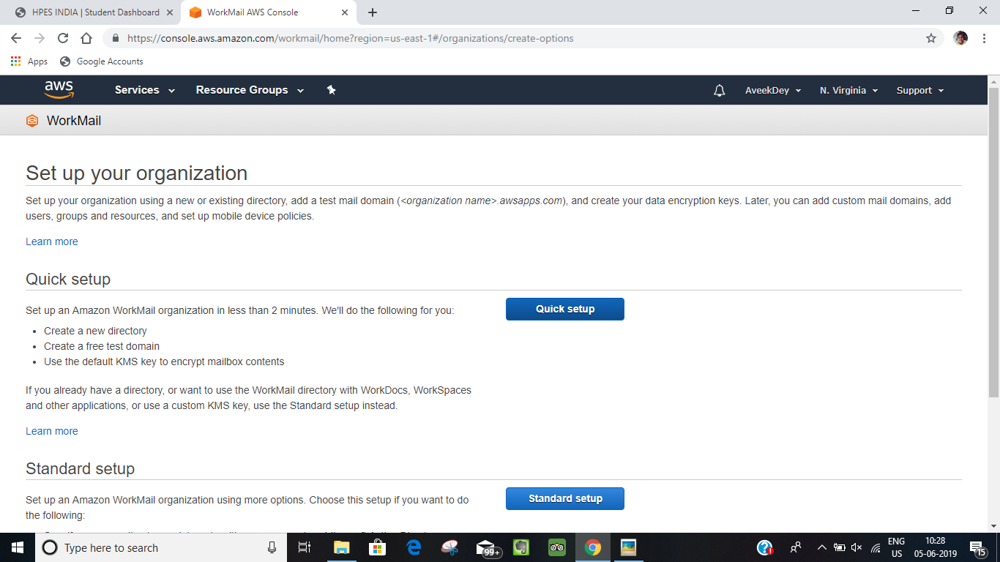 HPES INDIA | Student Dashboard
WorkMail AWS Console
https://console.aws.amazon.com/workmail/home?region=us-east-1#/organizations/create-options
Apps
Google Accounts
aws
Services
Resource Groups
AveekDey
N. Virginia
Support
WorkMail
Set up your organization
Set up your organization using a new or existing directory, add a test mail domain (<organization name>.awsapps.com), and create your data encryption keys. Later, you can add custom mail domains, add
users, groups and resources, and set up mobile device policies.
Learn more
Quick setup
Set up an Amazon WorkMail organization in less than 2 minutes. We'll do the following for you:
Quick setup
• Create a new directory
• Create a free test domain
• Use the default KMS key to encrypt mailbox contents
If you already have a directory, or want to use the WorkMail directory with WorkDocs, WorkSpaces
and other applications, or use a custom KMS key, use the Standard setup instead.
Learn more
Standard setup
Set up an Amazon WorkMail organization using more options. Choose this setup if you want to do
the following:
Standard setup
Type here to search
99+
ENG
US
10:28
05-06-2019
15